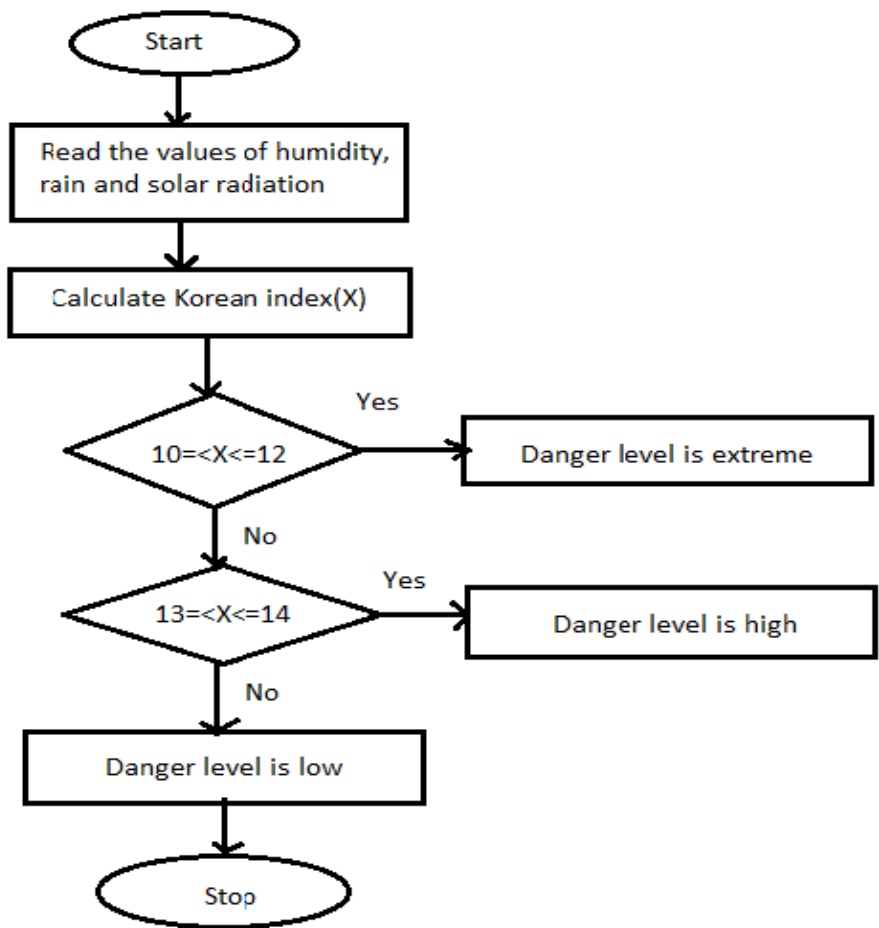 Start
Read the values of humidity,
rain and solar radiation
Calculate Korean index(X)
Yes
10=<X<=12
Danger level is extreme
No
Yes
13=<X<=14
Danger level is high
No
Danger level is low
Stop